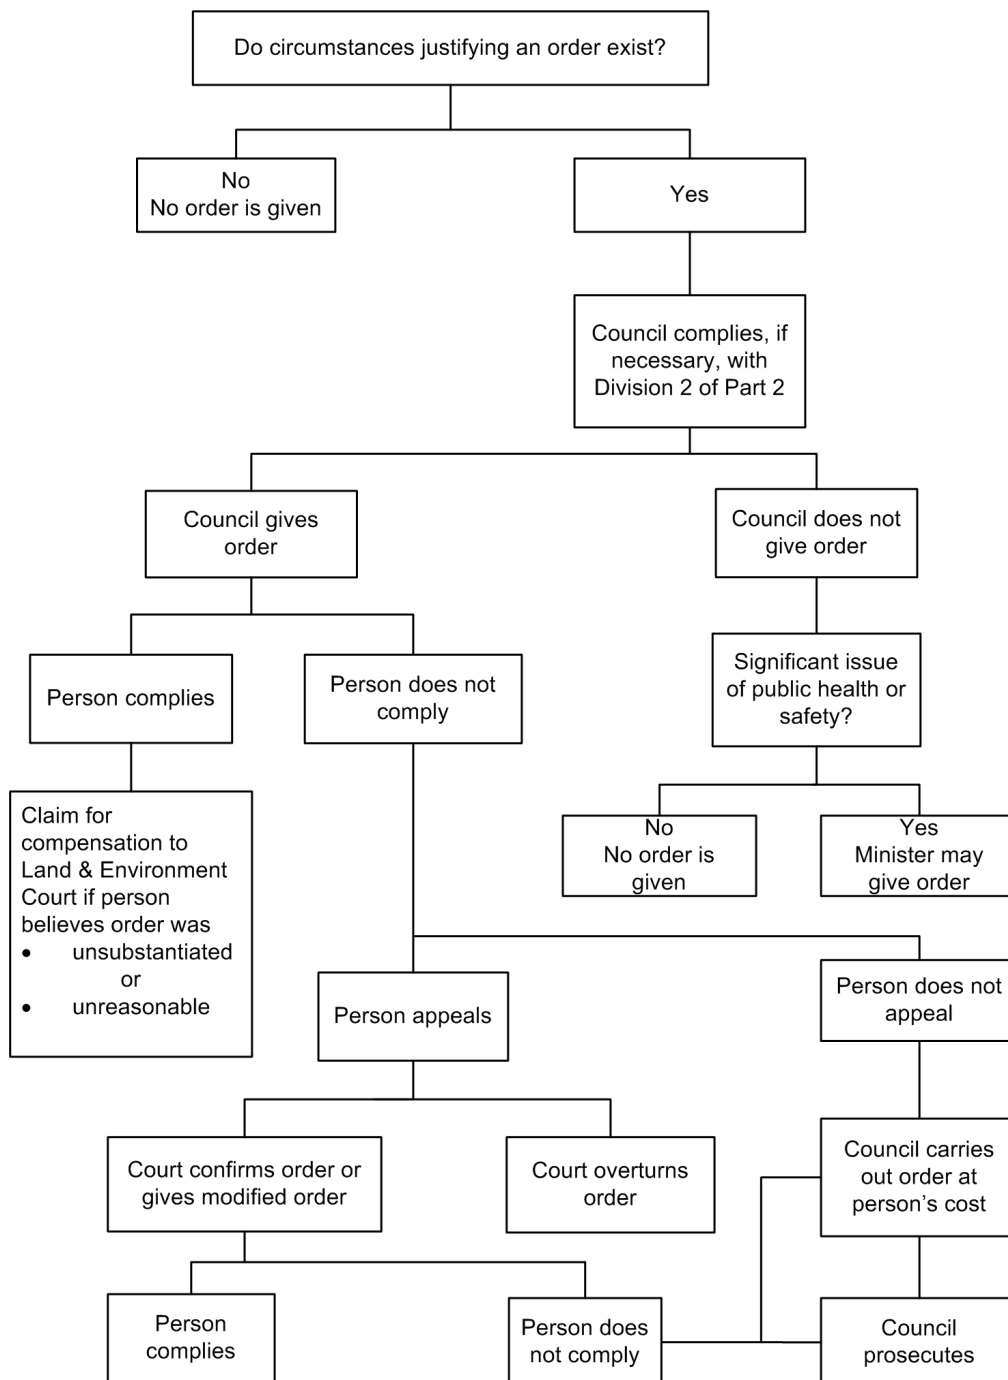 Do circumstances justifying an order exist?
No
No order is given
Yes
Council complies, if
necessary, with
Division 2 of Part 2
Council gives
order
Council does not
give order
Person complies
Person does not
comply
Significant issue
of public health or
safety?
Claim for
compensation to
Land & Environment
Court if person
believes order was
• unsubstantiated
or
• unreasonable
No
No order is
given
Yes
Minister may
give order
Person appeals
Person does not
appeal
Court confirms order or
gives modified order
Court overturns
order
Council carries
out order at
person's cost
Person
complies
Person does
not comply
Council
prosecutes